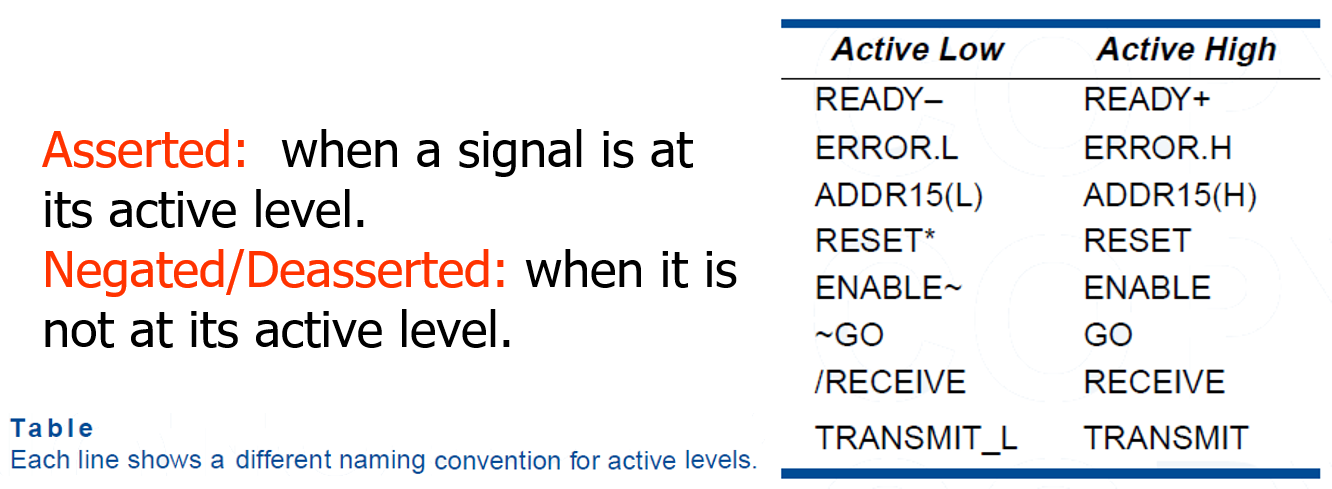 Asserted:  when a signal is at
its active level.
Negated/Deasserted: when it is
not at its active level.
Table
Each line shows a different naming convention for active levels.
Active Low Active High
READY– READY+
ERROR.L ERROR.H
ADDR15(L) ADDR15(H)
RESET* RESET
ENABLE~ ENABLE
~GO GO
/RECEIVE RECEIVE
TRANSMIT_L TRANSMIT